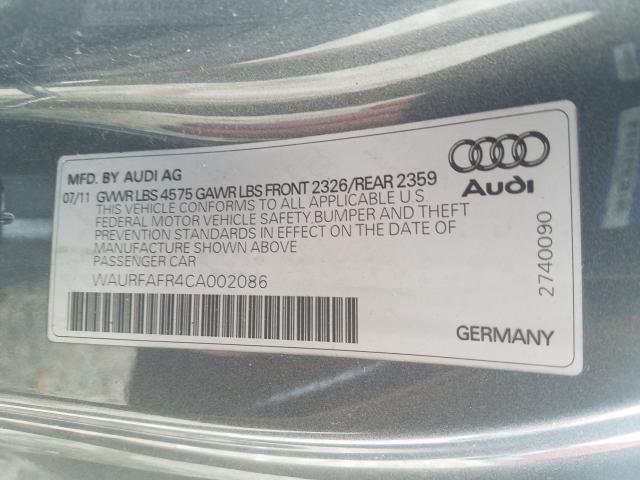 MFD. BY AUDI AG
07/11 GVWR LBS 4575 GAWR LBS FRONT 2326/REAR 2359
THIS VEHICLE CONFORMS TO ALL APPLICABLE U.S.
FEDERAL MOTOR VEHICLE SAFETY,BUMPER AND THEFT
PREVENTION STANDARDS IN EFFECT ON THE DATE OF
MANUFACTURE SHOWN ABOVE
PASSENGER CAR
WAURFAFR4CA002086
Audi
2740090
GERMANY